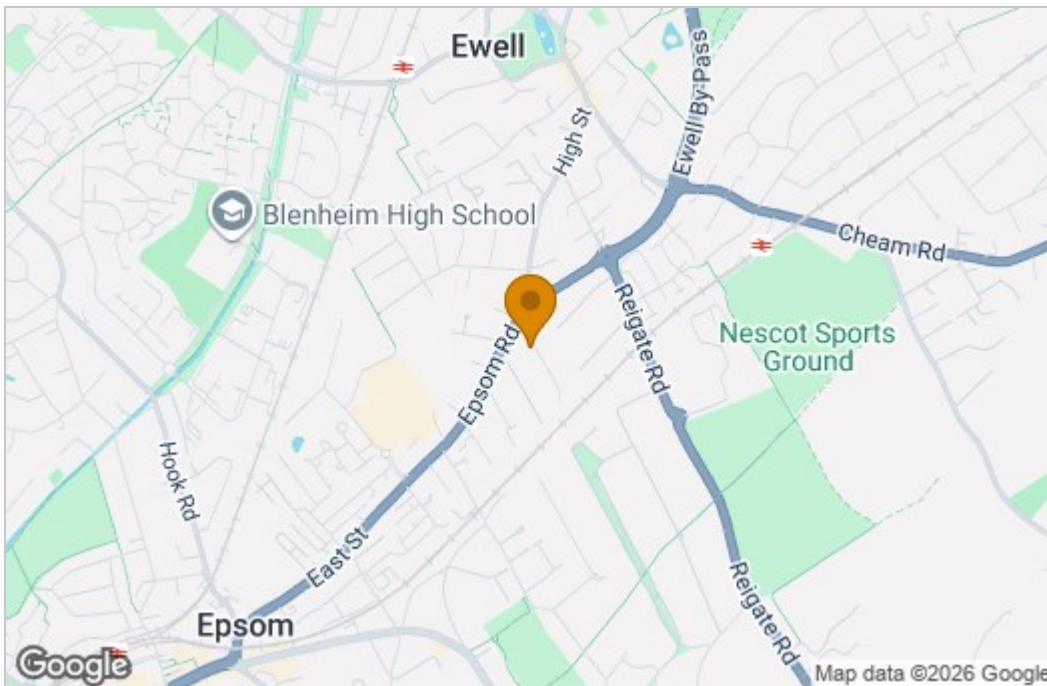 Ewell
Ewell By Pass
High St
Blenheim High School
Cheam Rd
Reigate Rd
Nescot Sports
Ground
Epsom Rd
Hook Rd
East St
Reigate Rd
Epsom
Google
Map data ©2026 Google